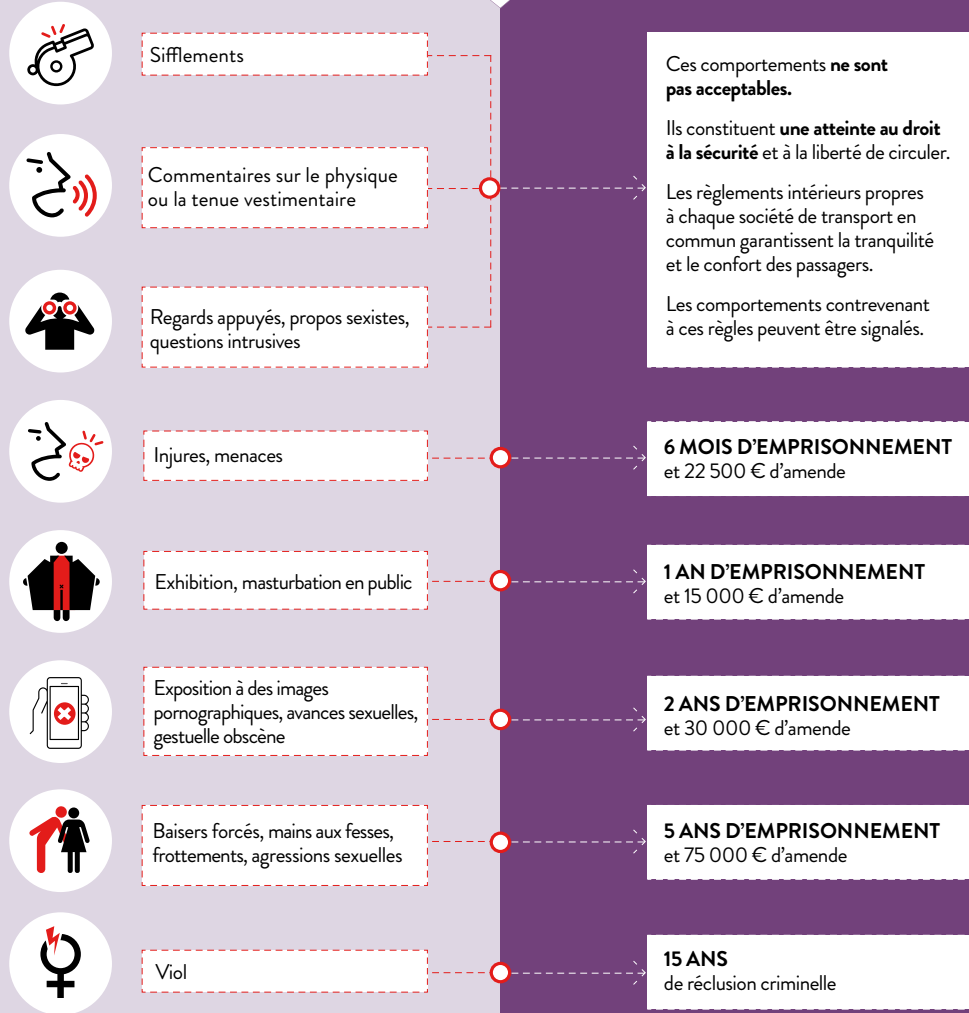 Sifflements
Commentaires sur le physique
ou la tenue vestimentaire
Regards appuyés, propos sexistes,
questions intrusives
Ces comportements ne sont
pas acceptables.
Ils constituent une atteinte au droit
à la sécurité et à la liberté de circuler.
Les règlements intérieurs propres
à chaque société de transport en
commun garantissent la tranquilité
et le confort des passagers.
Les comportements contrevenant
à ces règles peuvent être signalés.
Injures, menaces
6 MOIS D'EMPRISONNEMENT
et 22 500 € d'amende
Exhibition, masturbation en public
1 AN D'EMPRISONNEMENT
et 15 000 € d'amende
Exposition à des images
pornographiques, avances sexuelles,
gestuelle obscène
2 ANS D'EMPRISONNEMENT
et 30 000 € d'amende
Baisers forcés, mains aux fesses,
frottements, agressions sexuelles
5 ANS D'EMPRISONNEMENT
et 75 000 € d'amende
Viol
15 ANS
de réclusion criminelle